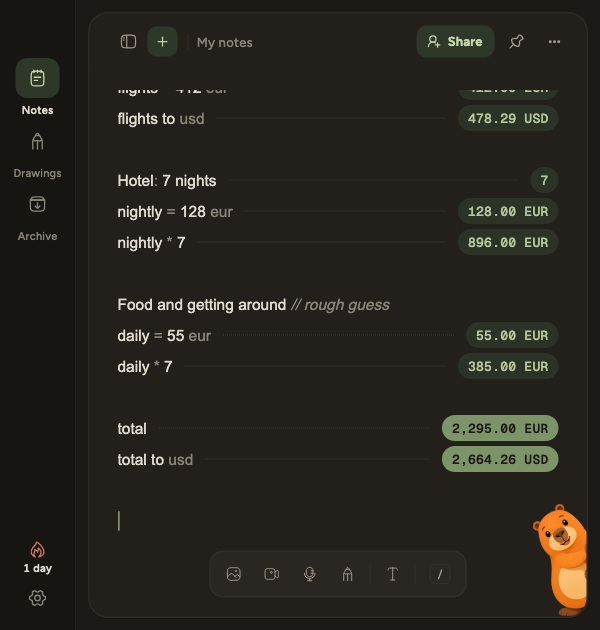 My notes
Share
Notes
Drawings
Archive
flights = 412 eur
flights to usd 478.29 USD
Hotel: 7 nights 7
nightly = 128 eur 128.00 EUR
nightly * 7 896.00 EUR
Food and getting around // rough guess
daily = 55 eur 55.00 EUR
daily * 7 385.00 EUR
total 2,295.00 EUR
total to usd 2,664.26 USD
1 day
T
/